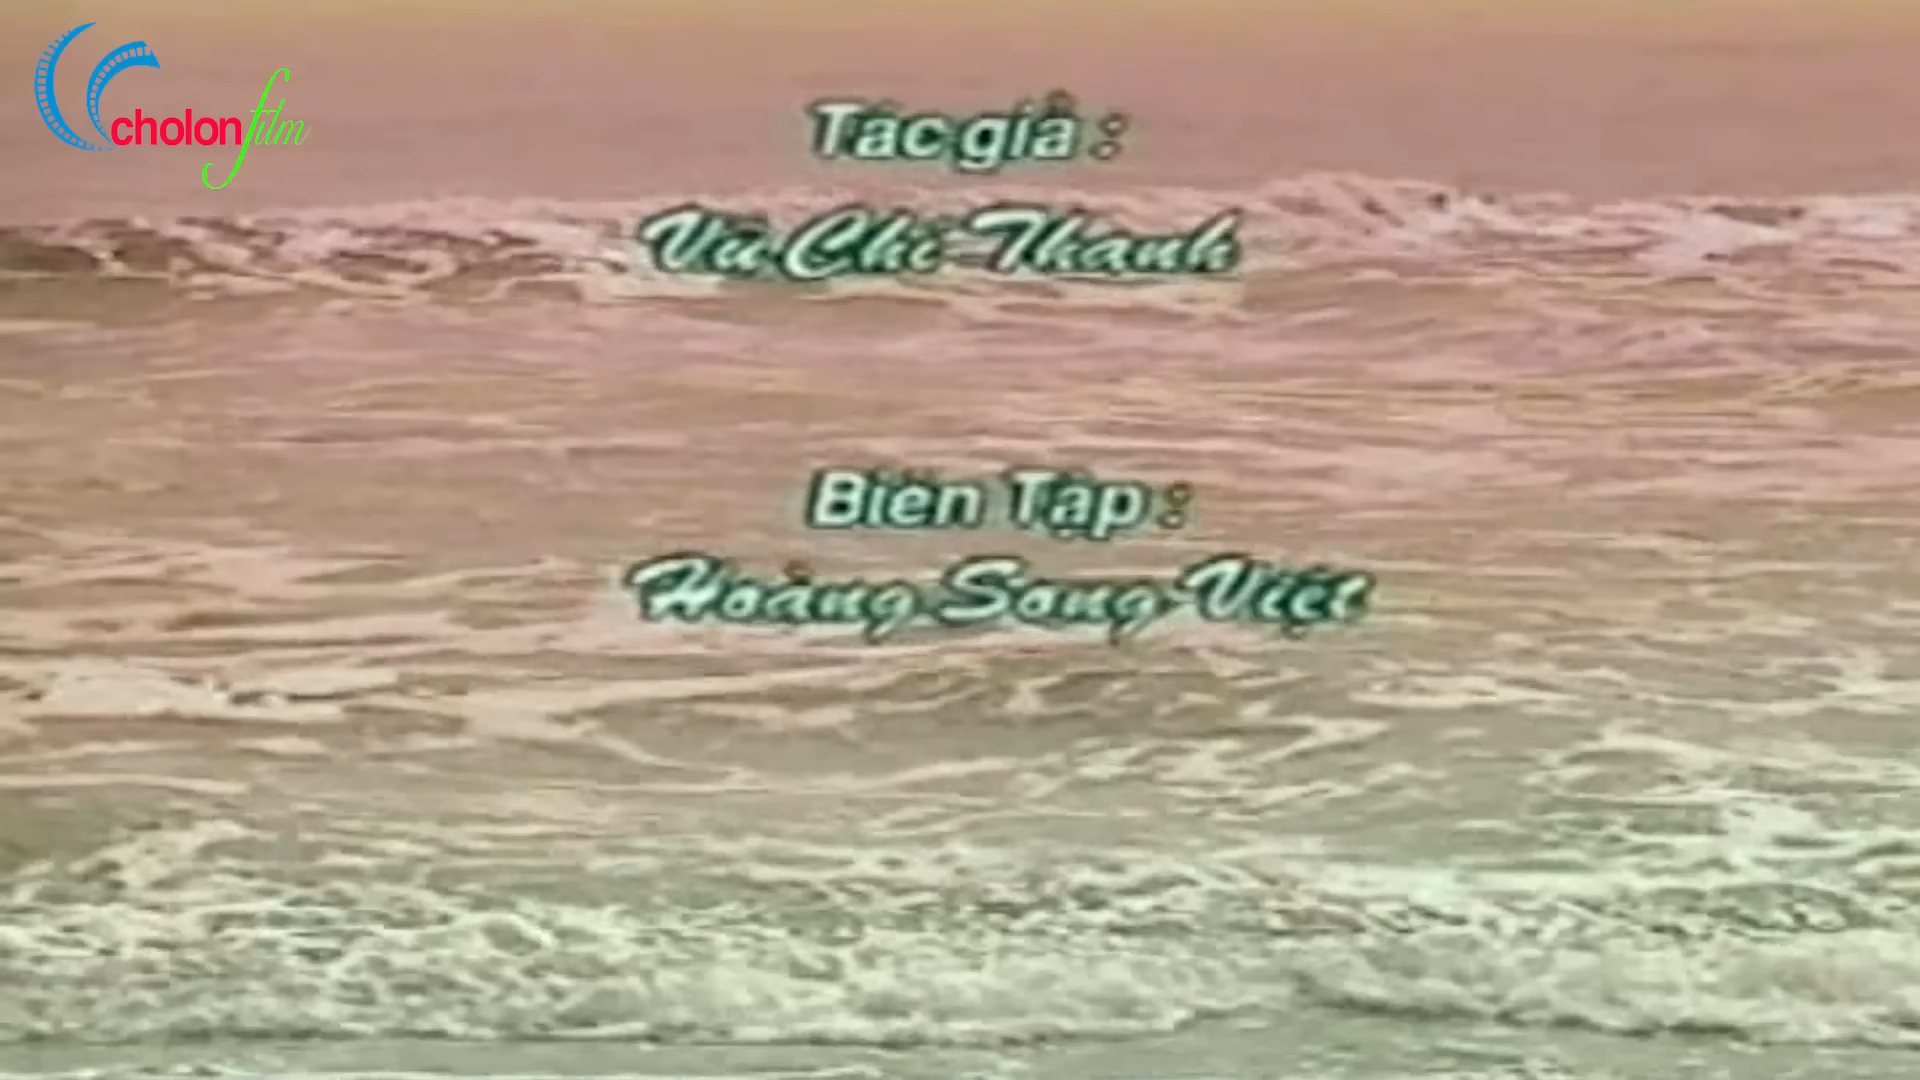 cholonfilm
Tác giả :
Vũ Chí Thanh
Biên Tập :
Hoàng Song Việt